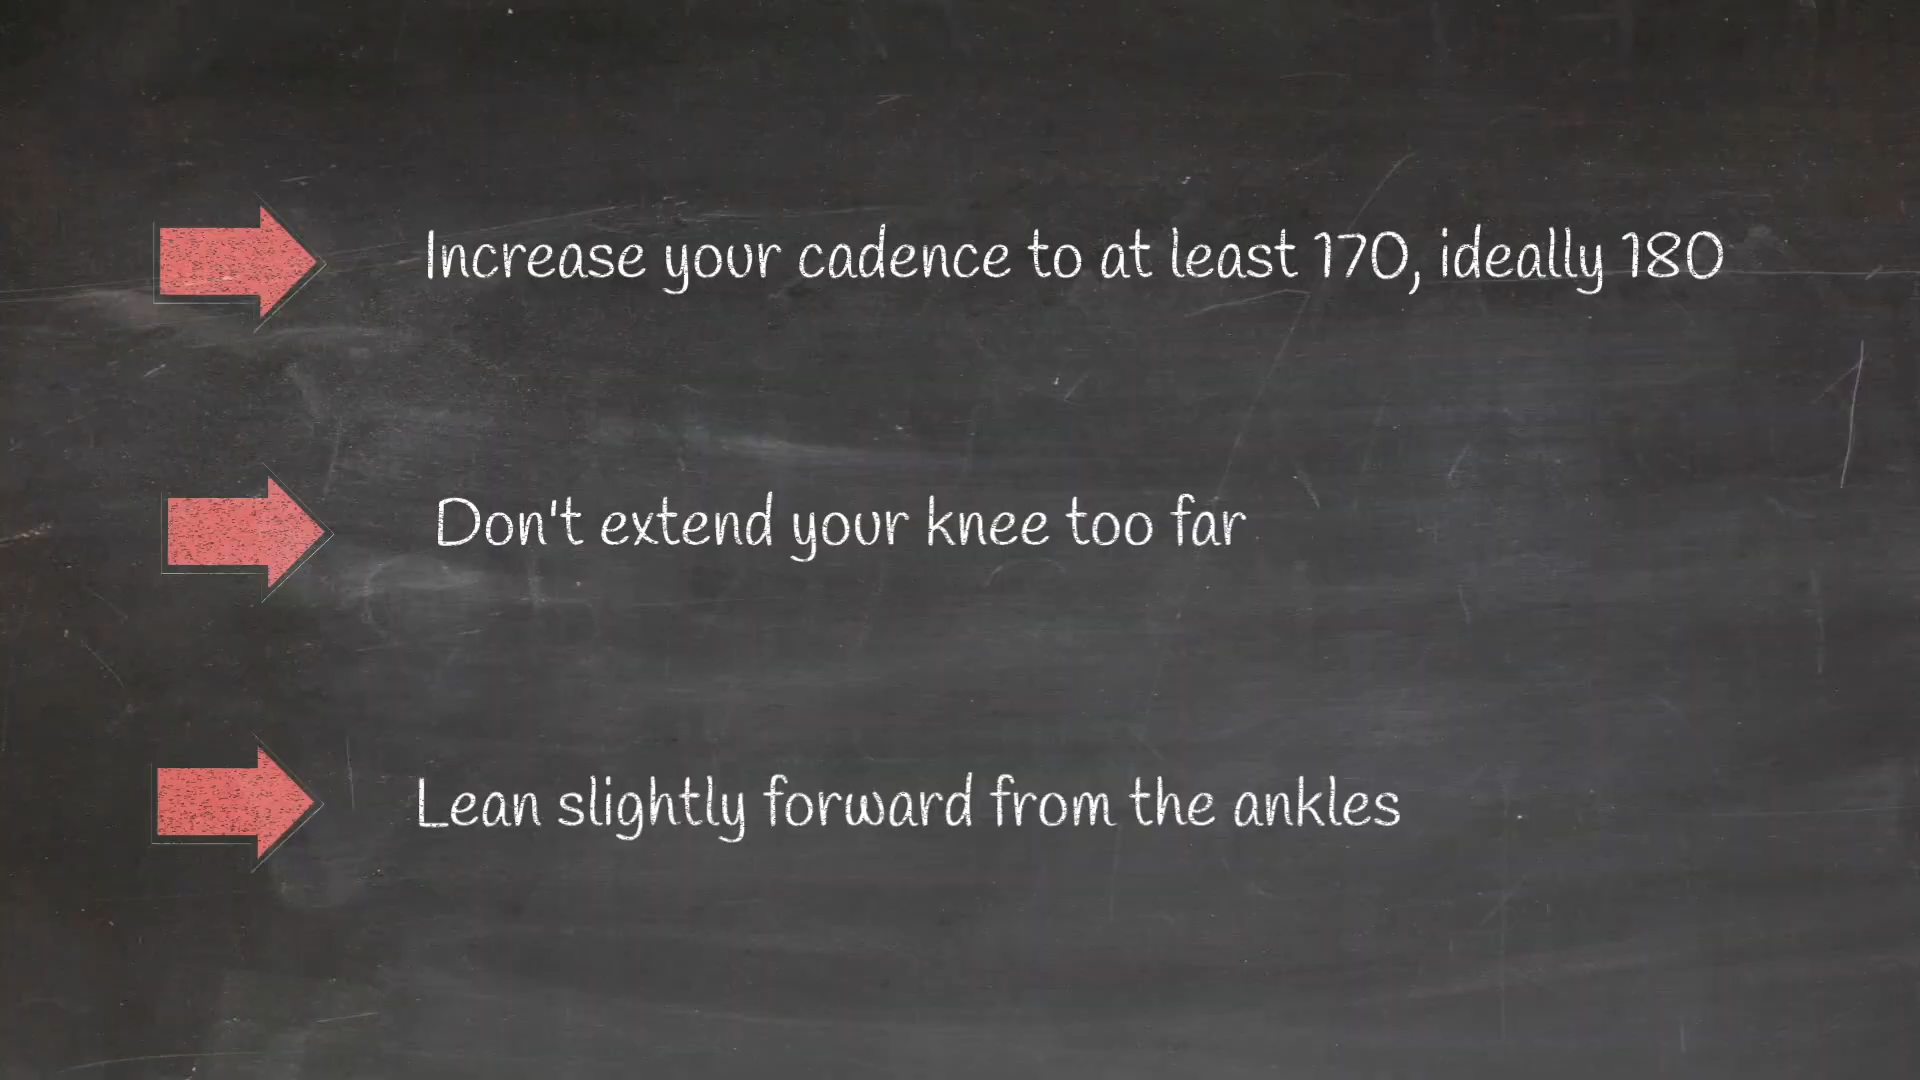 Increase your cadence to at least 170, ideally 180
Don't extend your knee too far
Lean slightly forward from the ankles